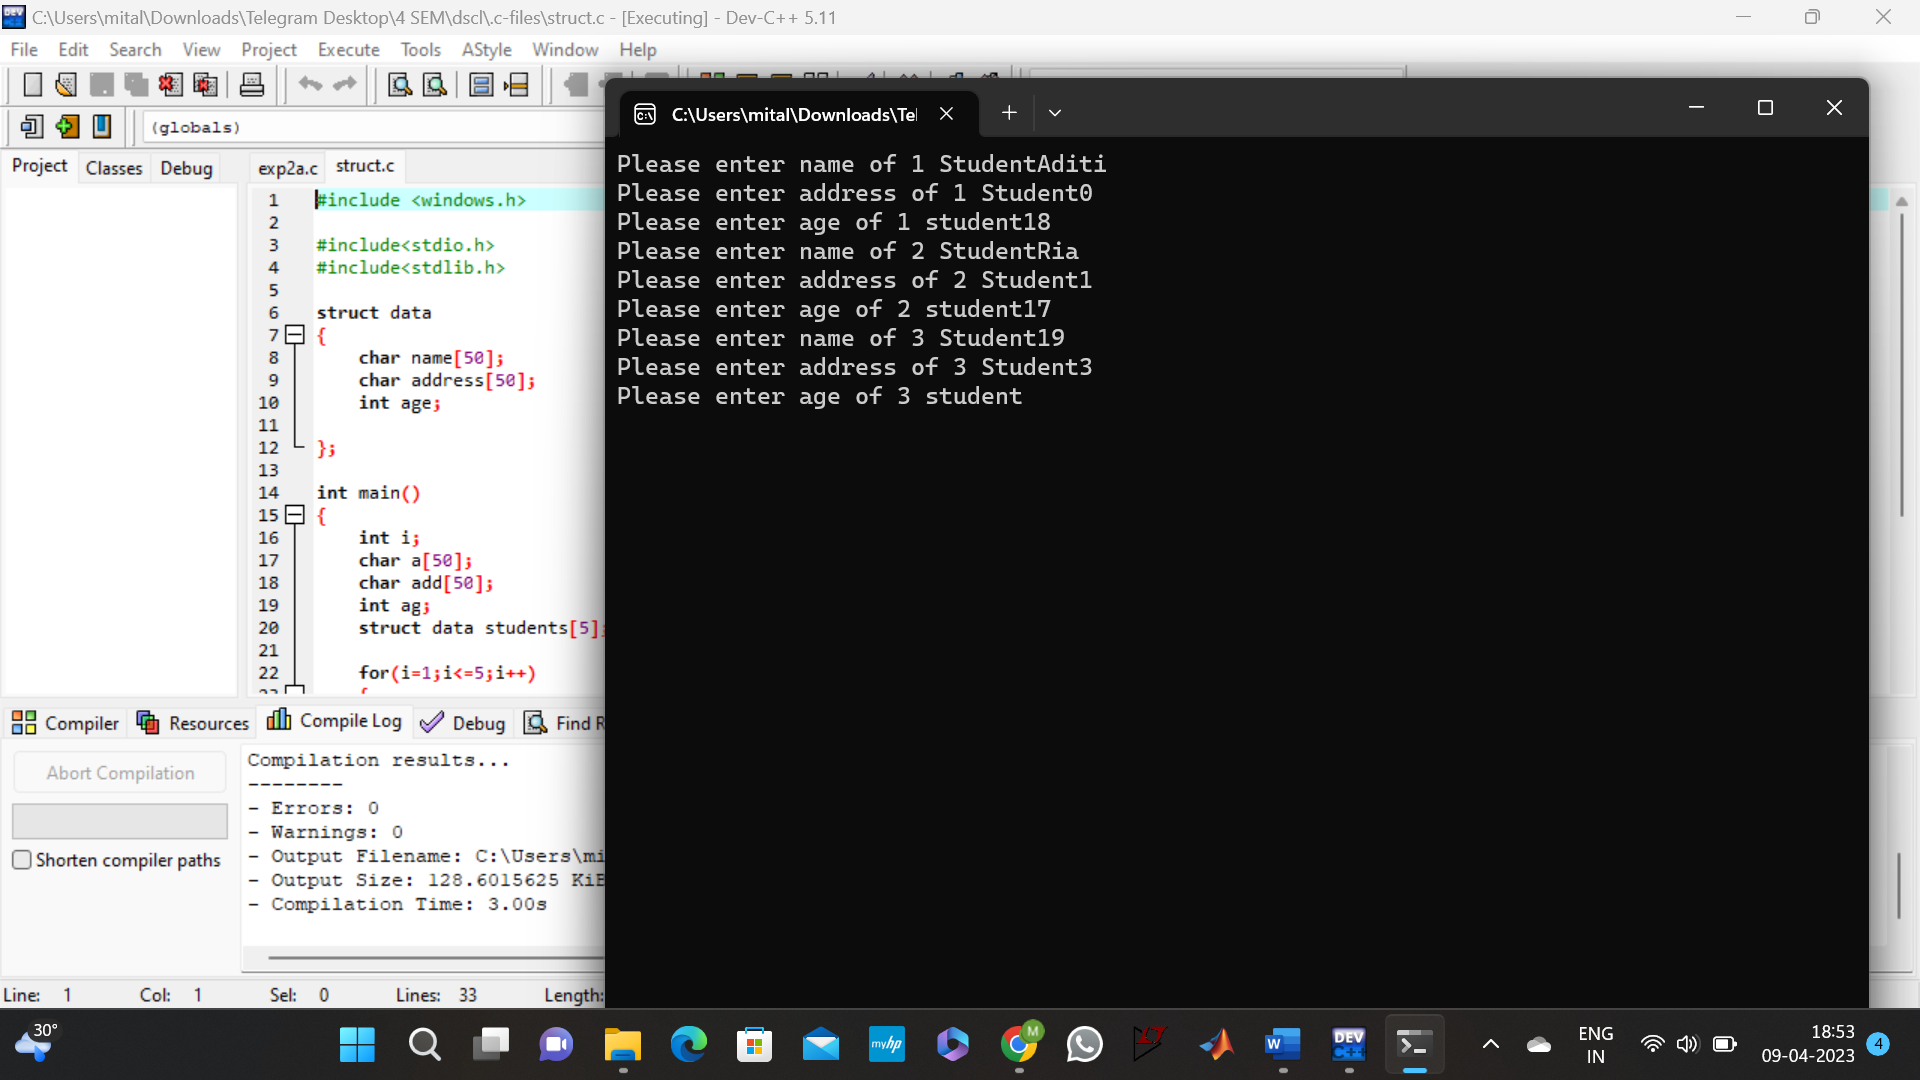 C:\Users\mital\Downloads\Telegram Desktop\4 SEM\dscl\.c-files\struct.c - [Executing] - Dev-C++ 5.11
File Edit Search View Project Execute Tools AStyle Window Help
(globals)
Project Classes Debug
exp2a.c struct.c
1 #include <windows.h>
2
3 #include<stdio.h>
4 #include<stdlib.h>
5
6 struct data
7 {
8 char name[50];
9 char address[50];
10 int age;
11
12 };
13
14 int main()
15 {
16 int i;
17 char a[50];
18 char add[50];
19 int ag;
20 struct data students[5];
21
22 for(i=1;i<=5;i++)
23 {
C:\Users\mital\Downloads\Tel
Please enter name of 1 StudentAditi
Please enter address of 1 Student0
Please enter age of 1 student18
Please enter name of 2 StudentRia
Please enter address of 2 Student1
Please enter age of 2 student17
Please enter name of 3 Student19
Please enter address of 3 Student3
Please enter age of 3 student
Compiler Resources Compile Log Debug Find R
Abort Compilation
Shorten compiler paths
Compilation results...
--------
- Errors: 0
- Warnings: 0
- Output Filename: C:\Users\mi
- Output Size: 128.6015625 KiB
- Compilation Time: 3.00s
Line: 1 Col: 1 Sel: 0 Lines: 33 Length:
30°
myhp
M
W
DEV
C++
ENG
IN
18:53
09-04-2023
4